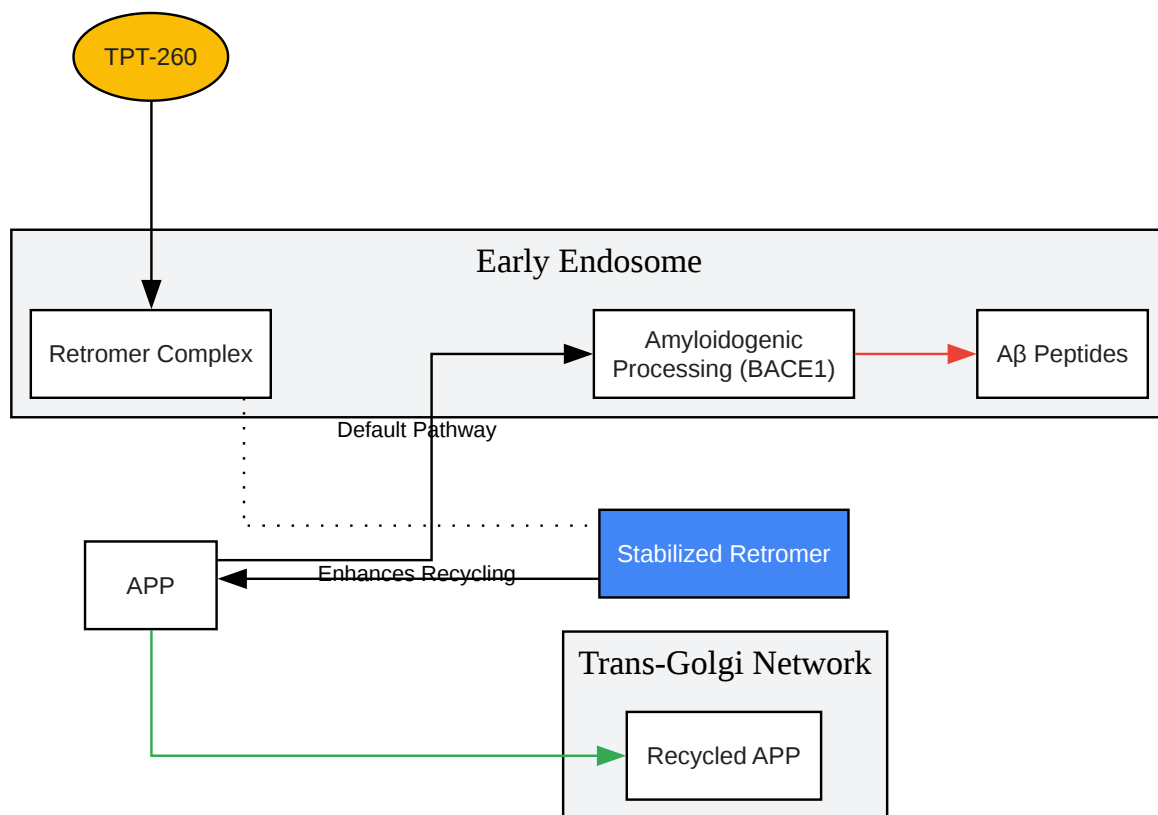 TPT-260
Early Endosome
Retromer Complex
Amyloidogenic
Processing (BACE1)
Aβ Peptides
Default Pathway
Stabilized Retromer
Enhances Recycling
APP
Trans-Golgi Network
Recycled APP